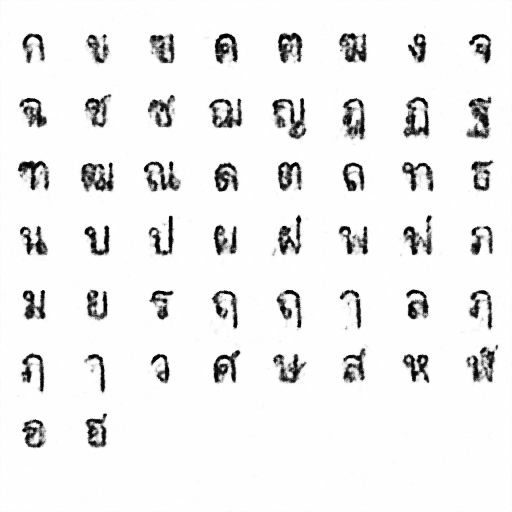 ก ข ฃ ค ฅ ฆ ง จ
ฉ ช ซ ฌ ญ ฎ ฏ ฐ
ฑ ฒ ณ ด ต ถ ท ธ
น บ ป ผ ฝ พ ฟ ภ
ม ย ร ฤ ฤ ๅ ล ฦ
ฦ ๅ ว ศ ษ ส ห ฬ
อ ฮ